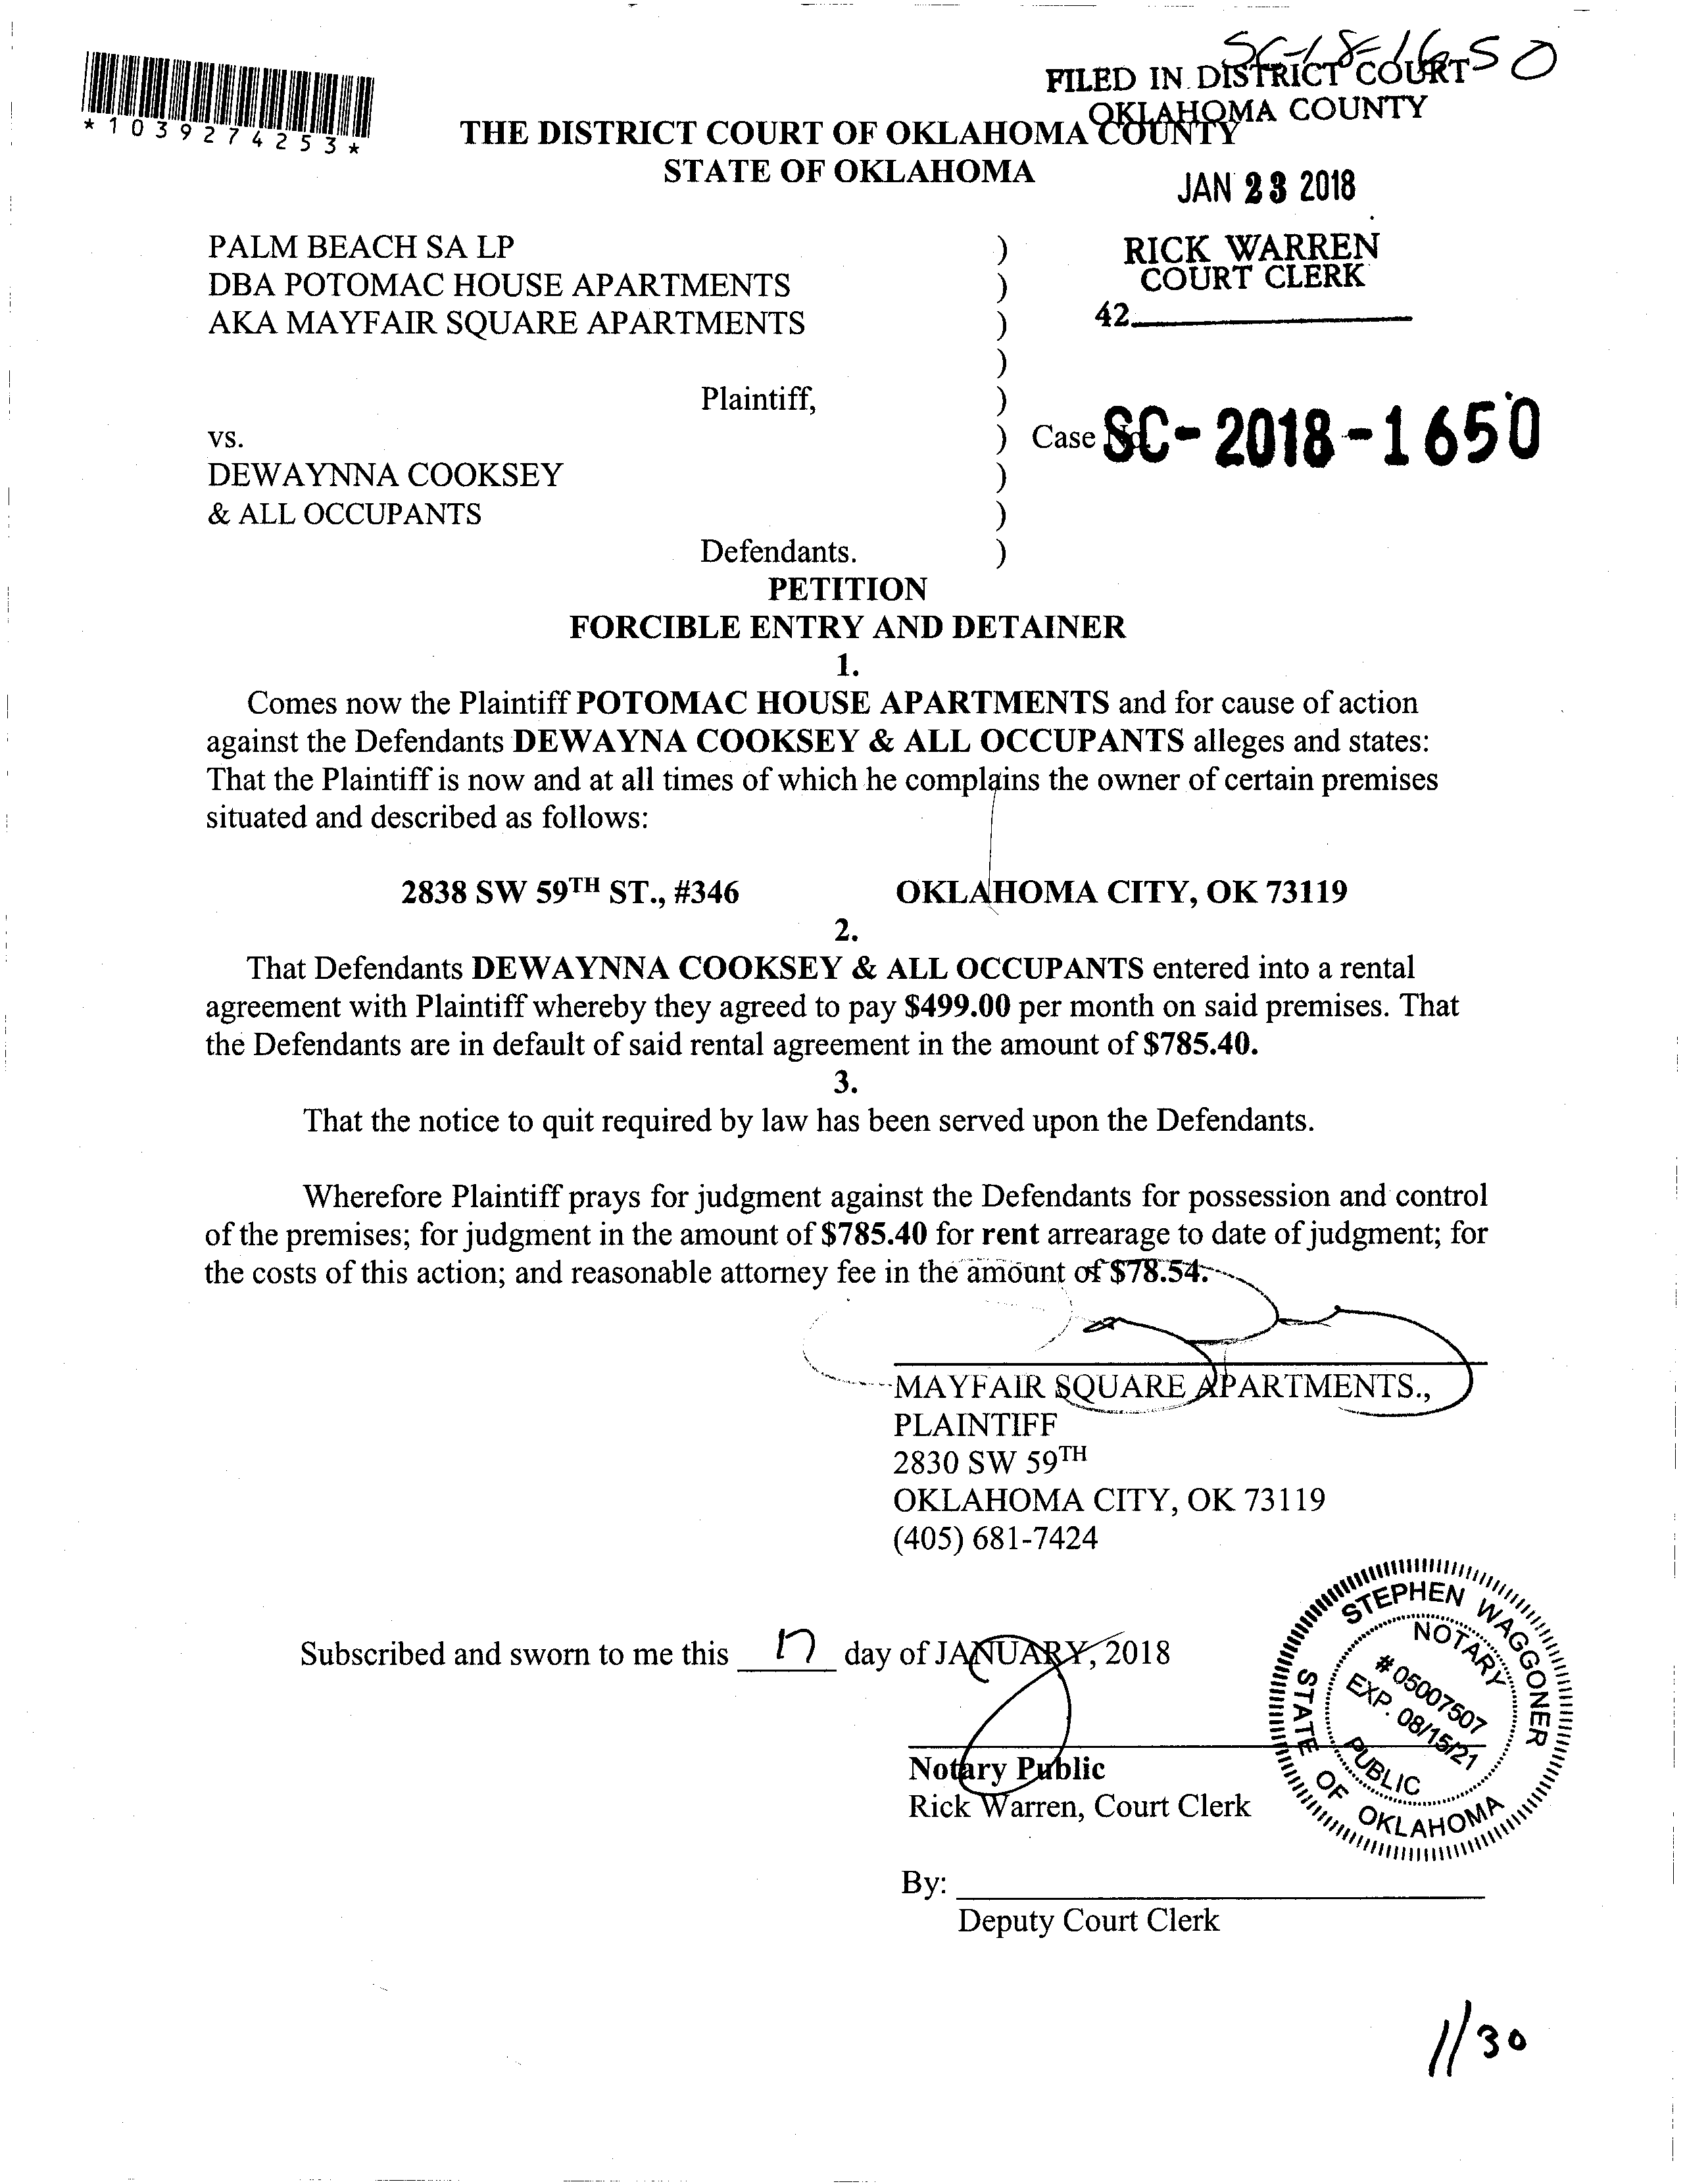 SC-18-1650
FILED IN DISTRICT COURT
OKLAHOMA COUNTY
*1039274253*
THE DISTRICT COURT OF OKLAHOMA COUNTY
STATE OF OKLAHOMA
JAN 23 2018
PALM BEACH SA LP )
RICK WARREN
COURT CLERK
DBA POTOMAC HOUSE APARTMENTS )
AKA MAYFAIR SQUARE APARTMENTS )
42
)
Plaintiff, )
vs. ) Case No. SC-2018-1650
DEWAYNNA COOKSEY )
& ALL OCCUPANTS )
Defendants. )
PETITION
FORCIBLE ENTRY AND DETAINER
1.
Comes now the Plaintiff POTOMAC HOUSE APARTMENTS and for cause of action
against the Defendants DEWAYNA COOKSEY & ALL OCCUPANTS alleges and states:
That the Plaintiff is now and at all times of which he complains the owner of certain premises
situated and described as follows:
2838 SW 59TH ST., #346 OKLAHOMA CITY, OK 73119
2.
That Defendants DEWAYNNA COOKSEY & ALL OCCUPANTS entered into a rental
agreement with Plaintiff whereby they agreed to pay $499.00 per month on said premises. That
the Defendants are in default of said rental agreement in the amount of $785.40.
3.
That the notice to quit required by law has been served upon the Defendants.
Wherefore Plaintiff prays for judgment against the Defendants for possession and control
of the premises; for judgment in the amount of $785.40 for rent arrearage to date of judgment; for
the costs of this action; and reasonable attorney fee in the amount of $78.54.
MAYFAIR SQUARE APARTMENTS.,
PLAINTIFF
2830 SW 59TH
OKLAHOMA CITY, OK 73119
(405) 681-7424
Subscribed and sworn to me this 17 day of JANUARY, 2018
STEPHEN WAGGONER
NOTARY
# 05007507
EXP. 08/15/21
PUBLIC
STATE OF OKLAHOMA
Notary Public
Rick Warren, Court Clerk
By:
Deputy Court Clerk
1/30